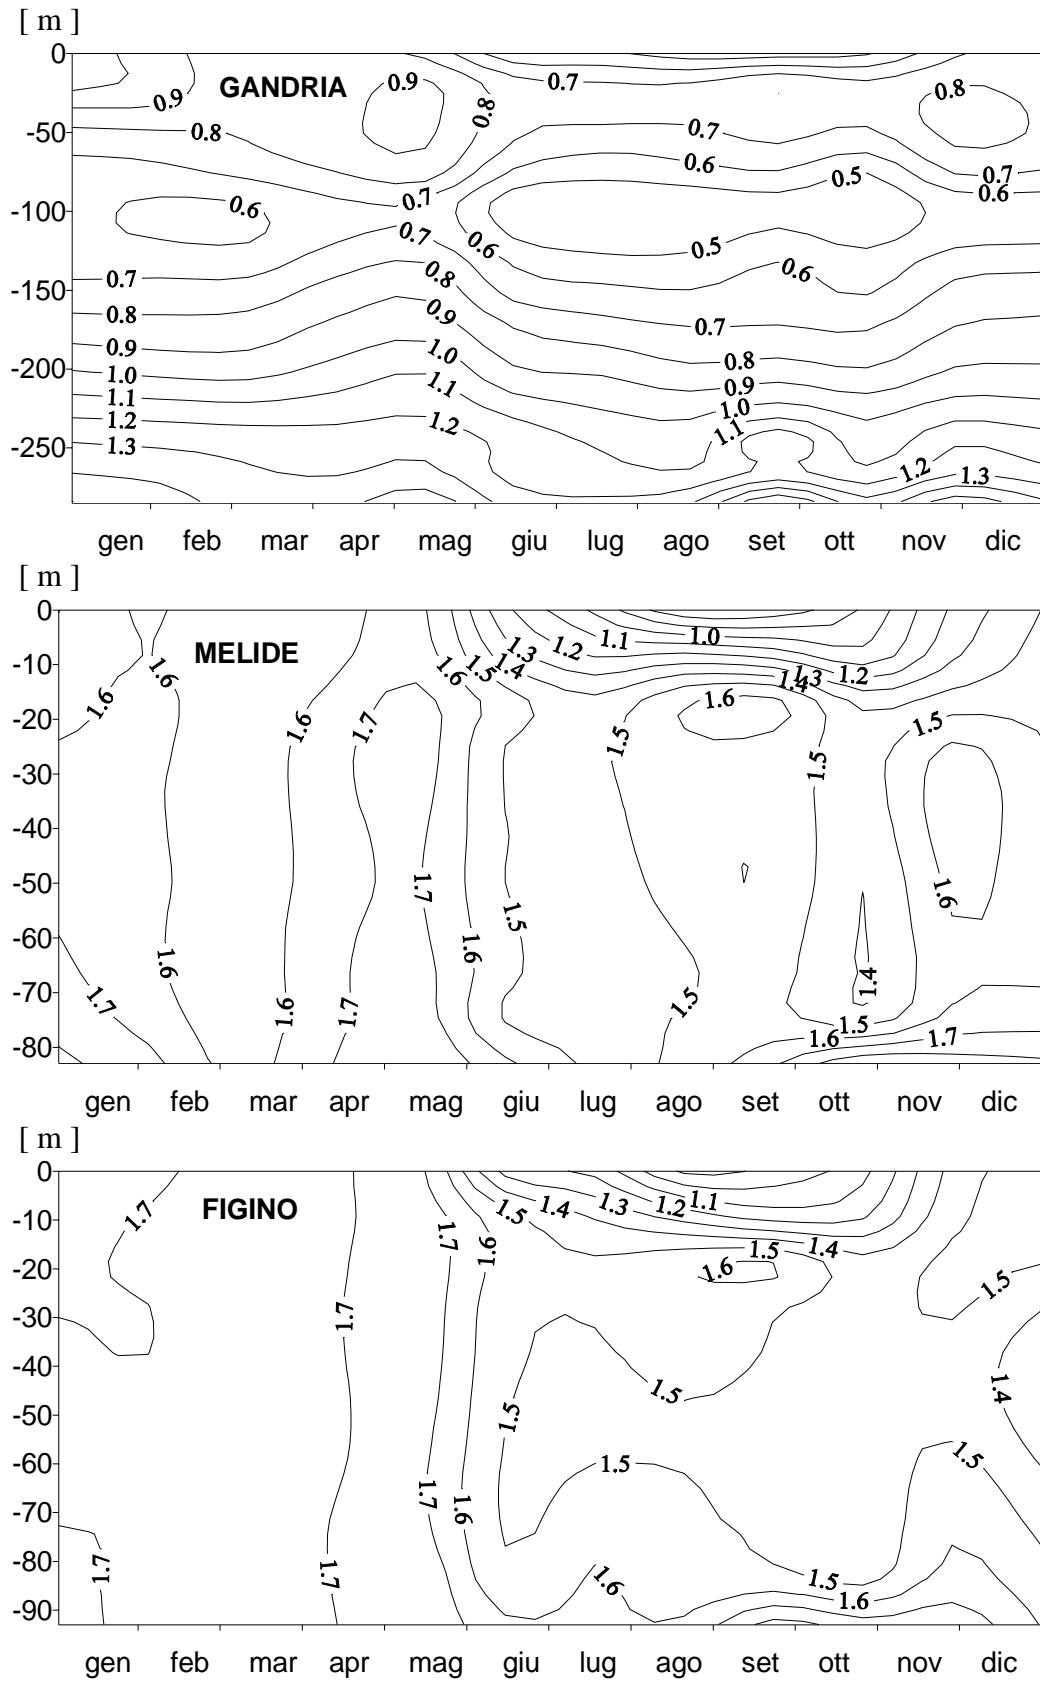 [ m ]
0
GANDRIA
0.9 0.7 0.8
0.9 0.8
-50 0.8 0.7
0.6 0.5 0.7
0.7 0.6
-100 0.6
0.7 0.6 0.5
0.7 0.8 0.6
-150
0.8 0.9 0.7
0.9 1.0 0.8
-200 1.0 1.1 0.9
1.1 1.0
1.2 1.2 1.1
-250 1.3 1.2 1.3
gen feb mar apr mag giu lug ago set ott nov dic
[ m ]
0
MELIDE
1.3 1.2 1.1 1.0
-10 1.6 1.6 1.5 1.4 1.4 1.3 1.2
1.6 1.6 1.7 1.6
-20 1.5 1.5 1.5
-30
-40
-50 1.7 1.6
1.5
-60 1.6 1.6
-70 1.7 1.6 1.7 1.5 1.4
1.5
-80 1.6 1.7
gen feb mar apr mag giu lug ago set ott nov dic
[ m ]
0
FIGINO
1.7 1.5 1.4 1.3 1.2 1.1
-10 1.7 1.6 1.5 1.4
-20 1.6 1.5
-30 1.7
-40 1.5 1.4
-50 1.5
-60 1.5 1.5
-70 1.7 1.6
-80 1.7 1.7 1.6 1.5
-90 1.6
gen feb mar apr mag giu lug ago set ott nov dic